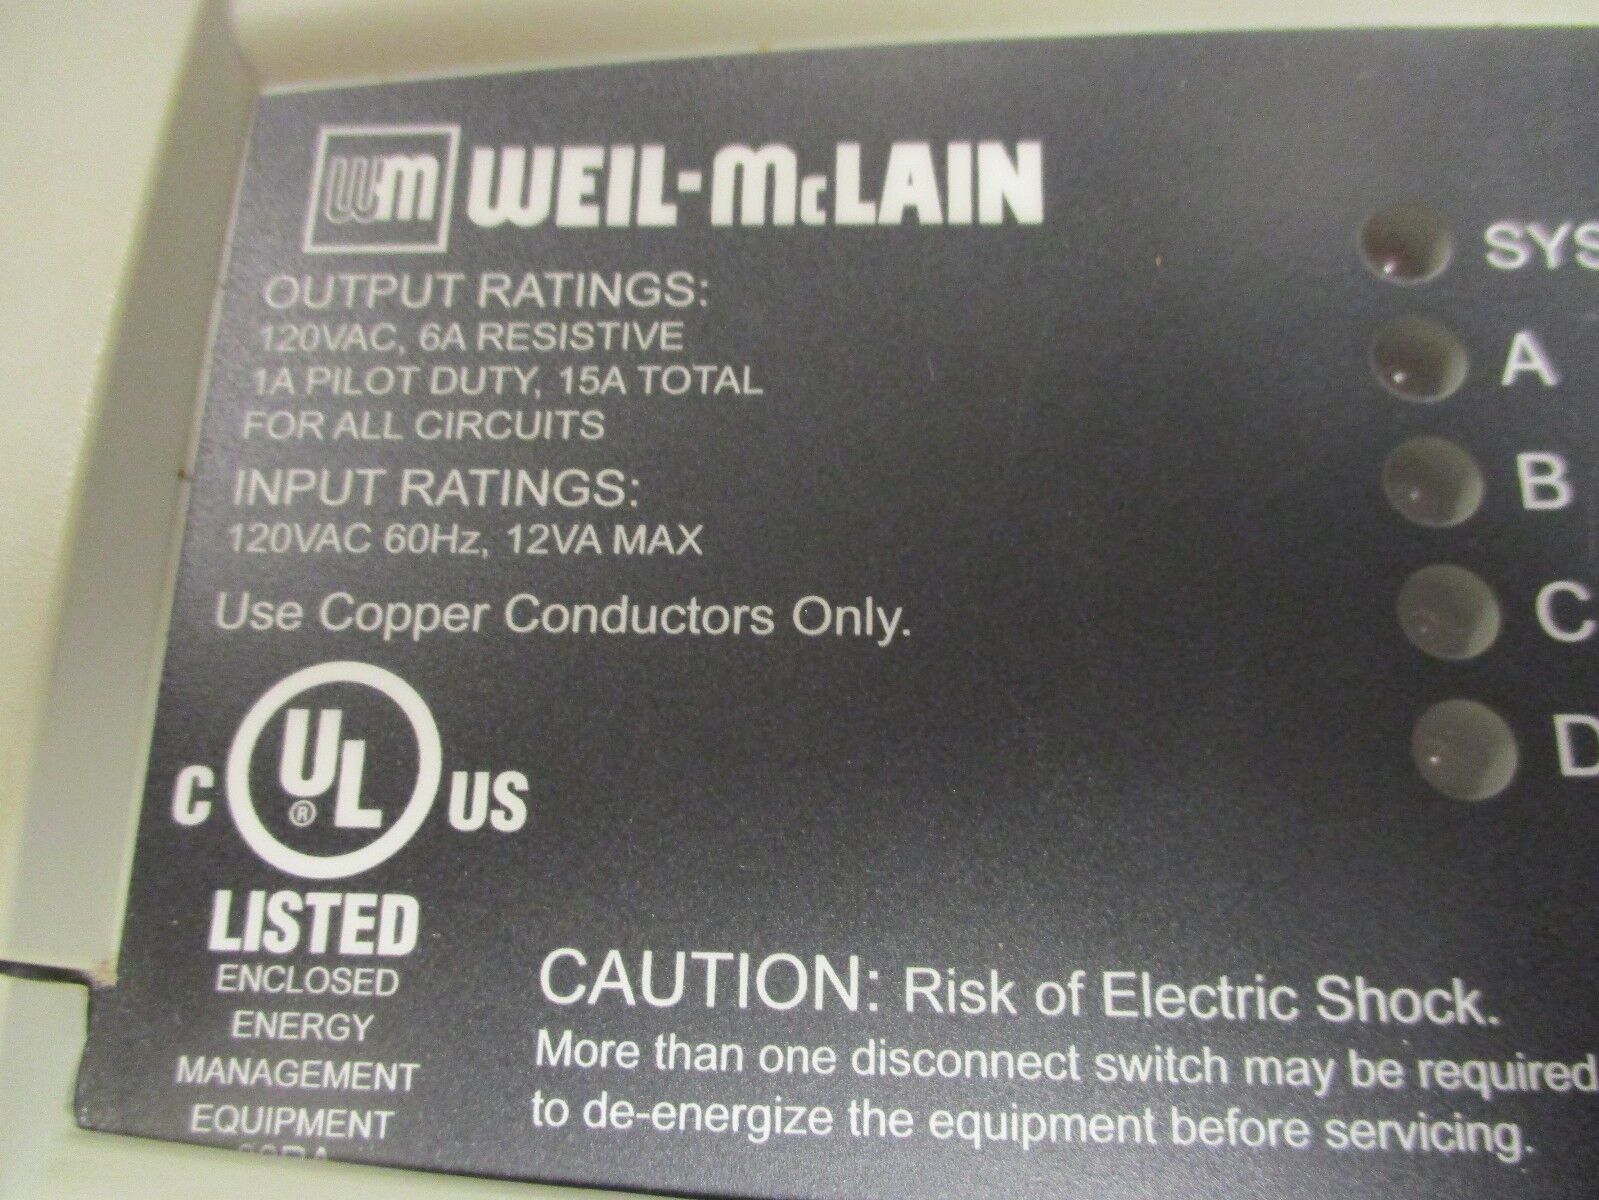 WM WEIL-McLAIN
OUTPUT RATINGS:
120VAC, 6A RESISTIVE
1A PILOT DUTY, 15A TOTAL
FOR ALL CIRCUITS
INPUT RATINGS:
120VAC 60Hz, 12VA MAX
Use Copper Conductors Only.
C UL ® US
LISTED
ENCLOSED
ENERGY
MANAGEMENT
EQUIPMENT
CAUTION: Risk of Electric Shock.
More than one disconnect switch may be required
to de-energize the equipment before servicing.
SYS
A
B
C
D